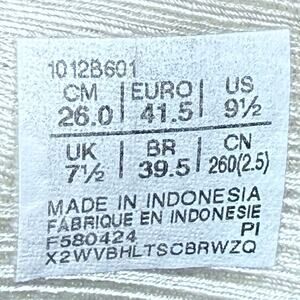 1012B601
CM EURO US
26.0 41.5 9½
UK BR CN
7½ 39.5 260(2.5)
MADE IN INDONESIA
FABRIQUE EN INDONESIE
F580424 PI
X2WVBHLTSCBRWZQ